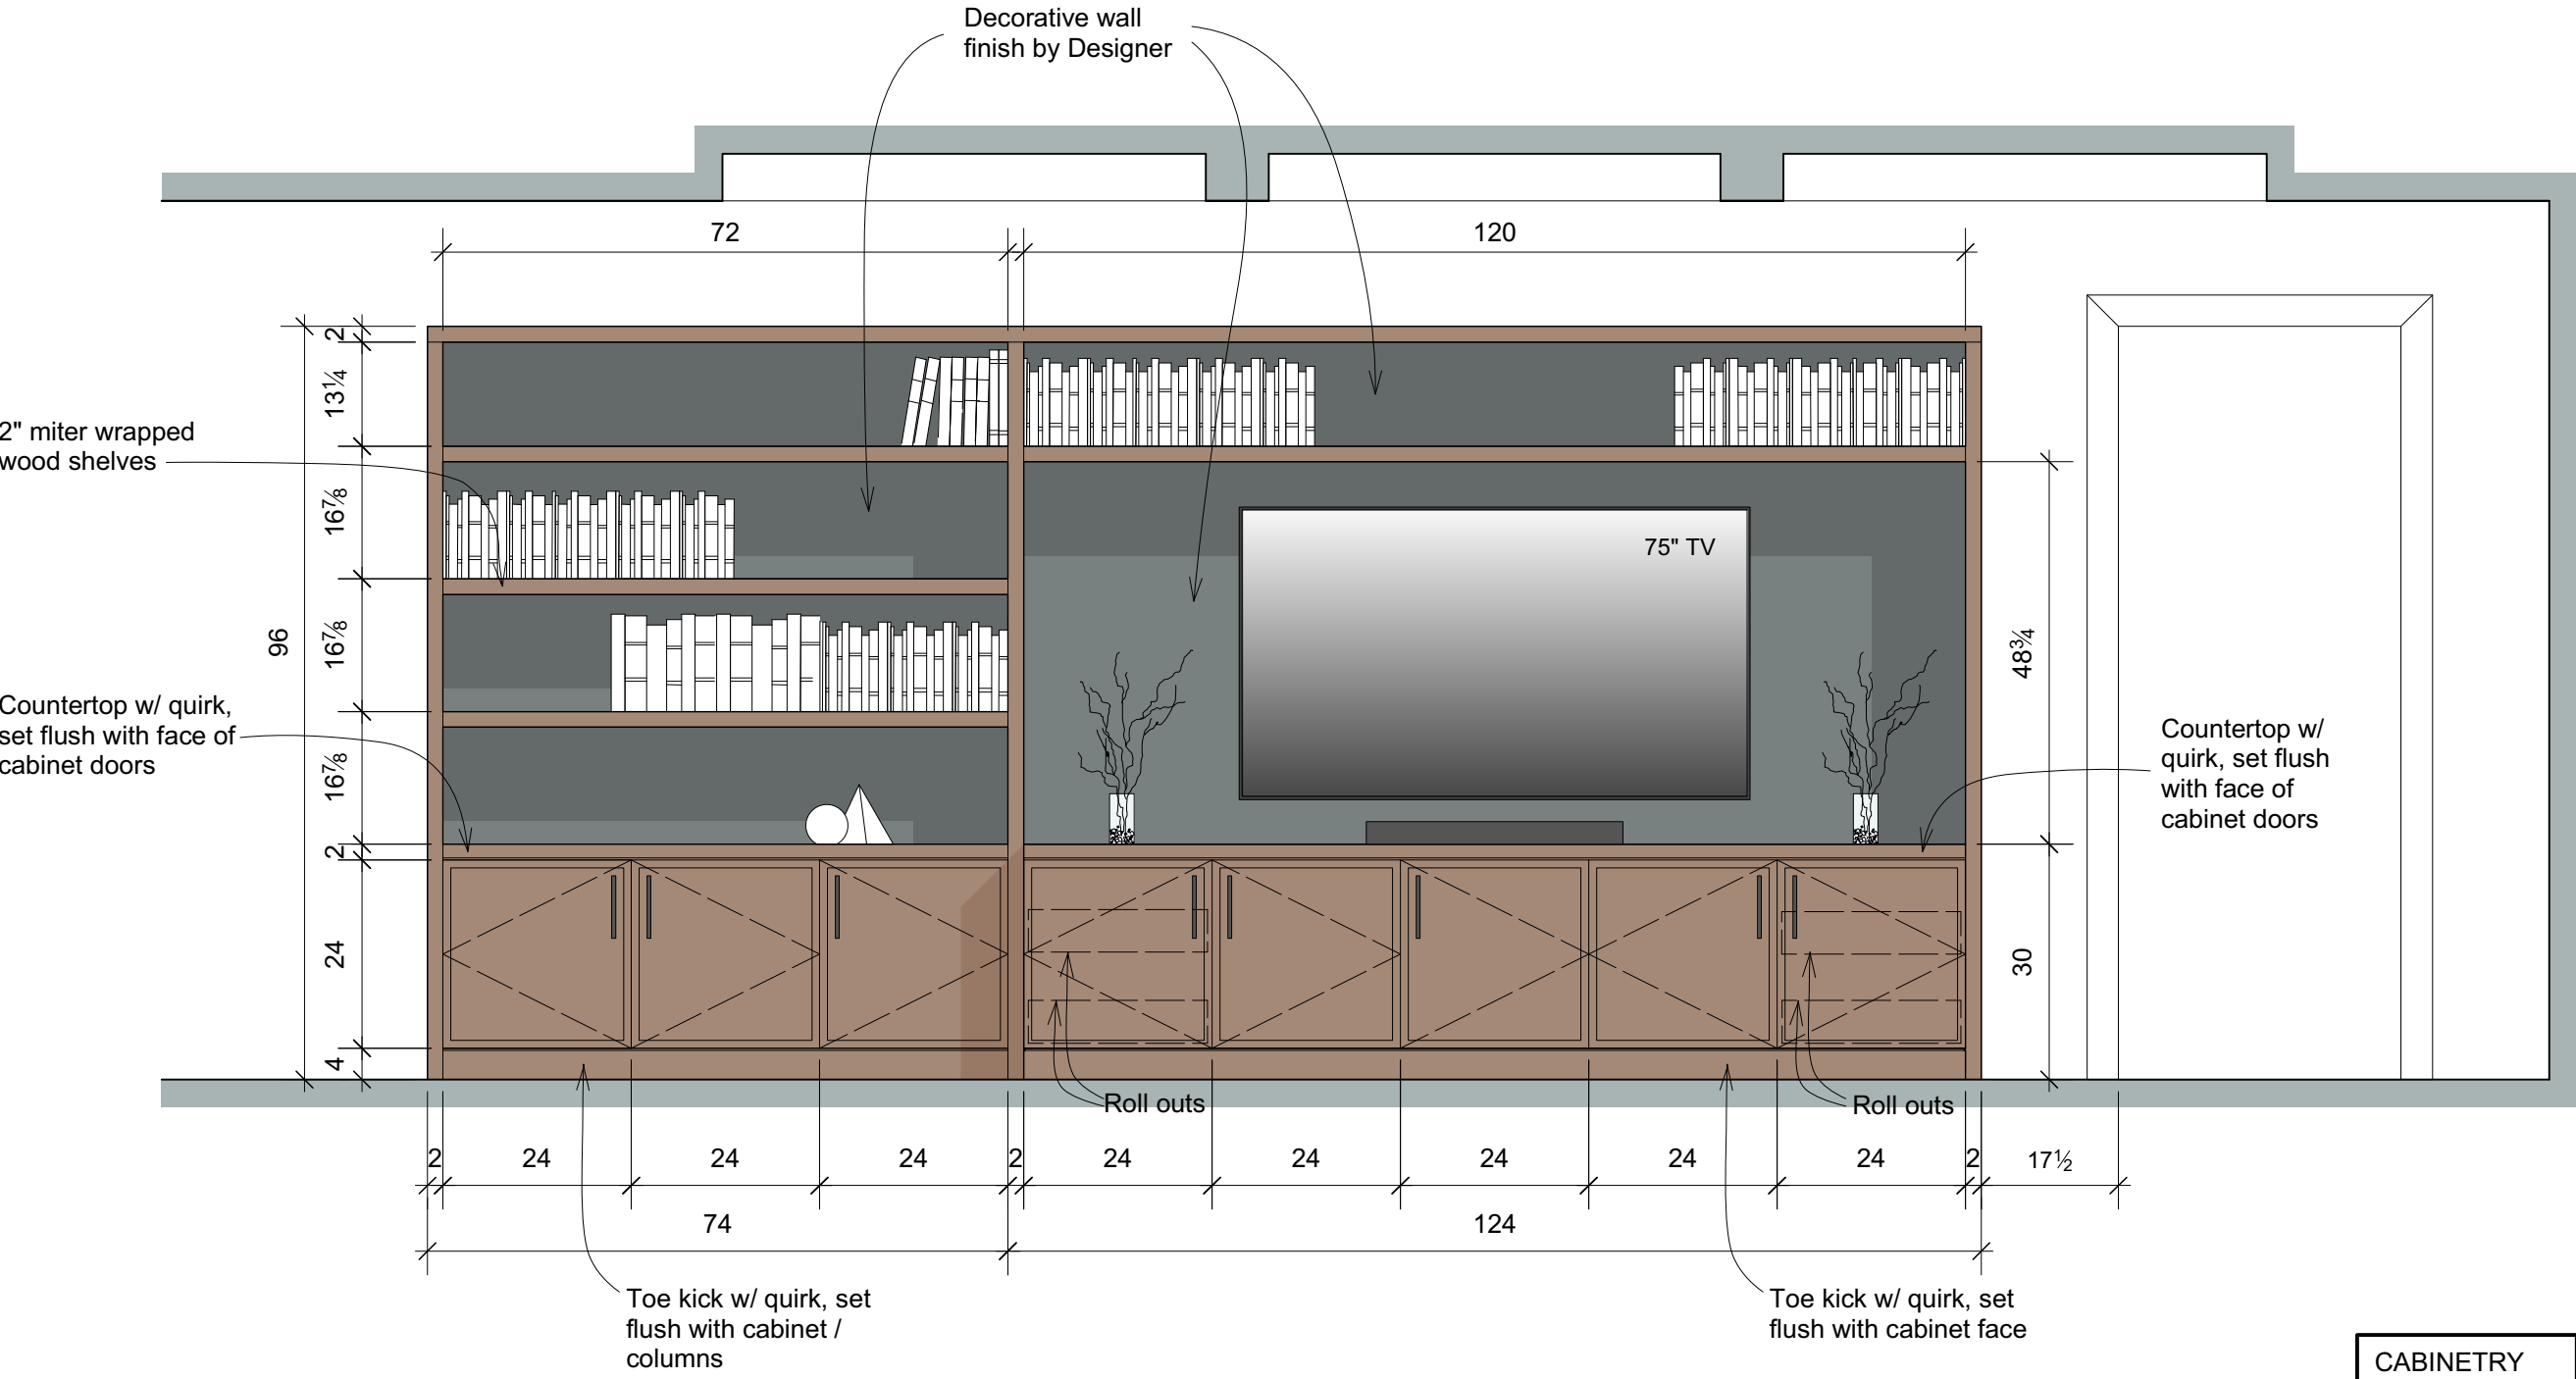 Decorative wall
finish by Designer
72
120
2
13¼
2" miter wrapped
wood shelves
16⅞
75" TV
96
16⅞
48¾
Countertop w/ quirk,
set flush with face of
cabinet doors
16⅞
Countertop w/
quirk, set flush
with face of
cabinet doors
2
24
30
4
Roll outs
Roll outs
2 24 24 24 2 24 24 24 24 24 2 17½
74
124
Toe kick w/ quirk, set
flush with cabinet /
columns
Toe kick w/ quirk, set
flush with cabinet face
CABINETRY